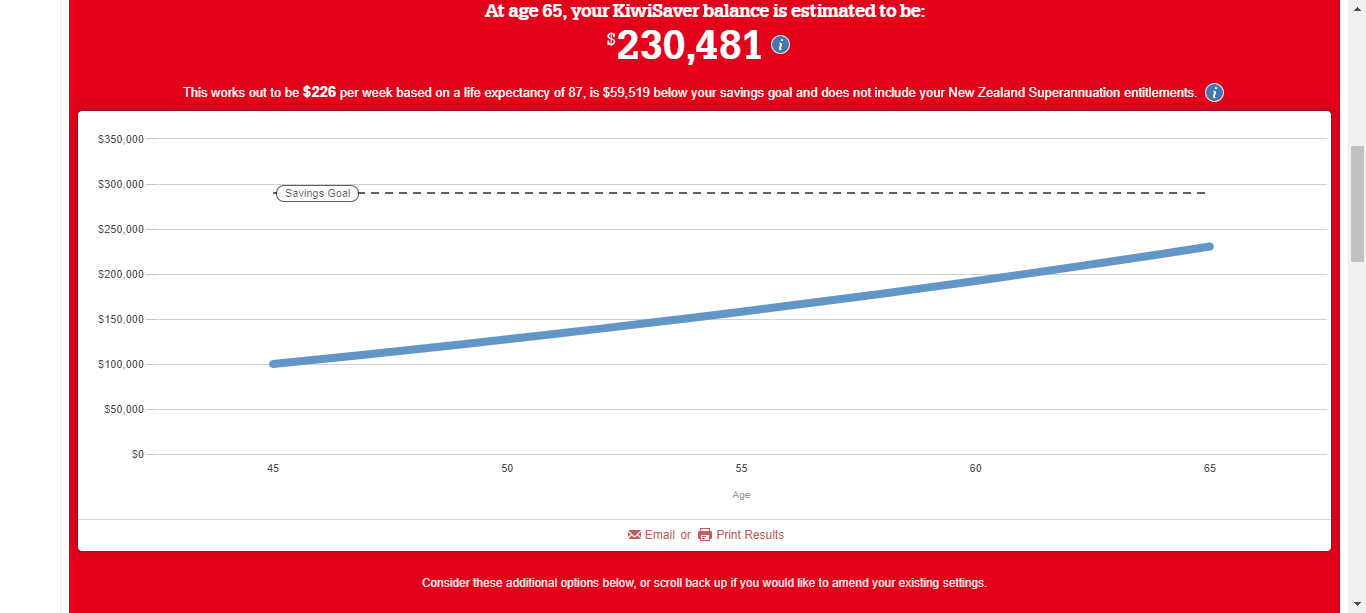 At age 65, your KiwiSaver balance is estimated to be:
$230,481 i
This works out to be $226 per week based on a life expectancy of 87, is $59,519 below your savings goal and does not include your New Zealand Superannuation entitlements. i
$350,000
$300,000
Savings Goal
$250,000
$200,000
$150,000
$100,000
$50,000
$0
45 50 55 60 65
Age
Email or Print Results
Consider these additional options below, or scroll back up if you would like to amend your existing settings.